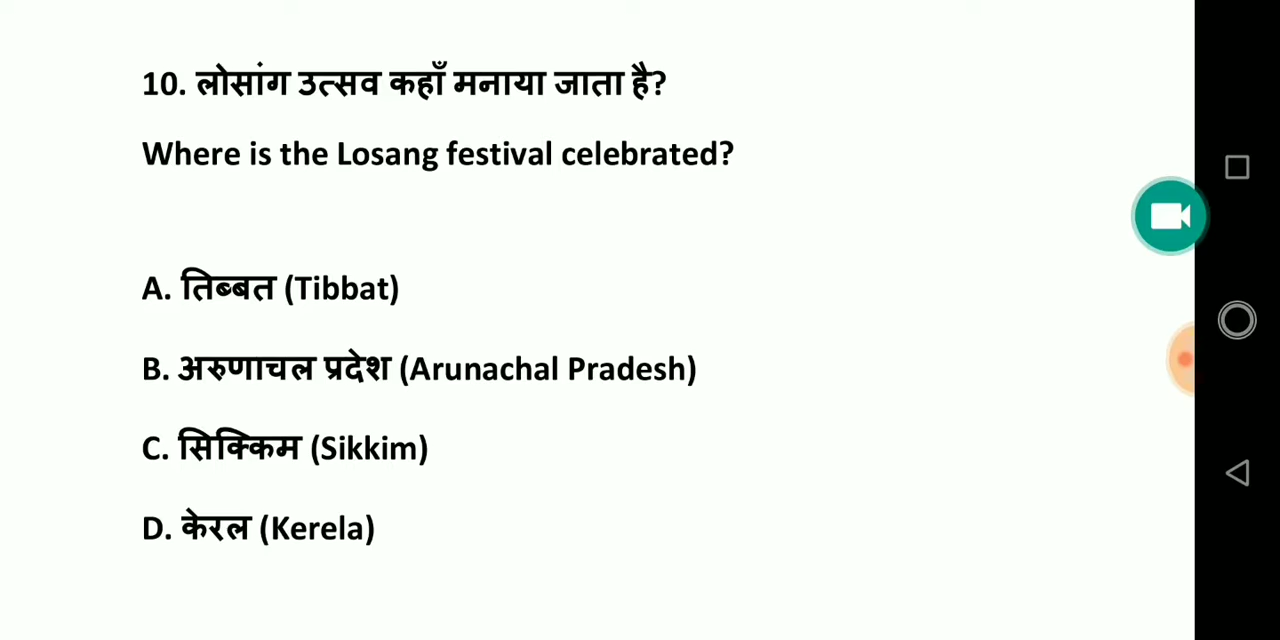 10. लोसांग उत्सव कहाँ मनाया जाता है?
Where is the Losang festival celebrated?
A. तिब्बत (Tibbat)
B. अरुणाचल प्रदेश (Arunachal Pradesh)
C. सिक्किम (Sikkim)
D. केरल (Kerela)